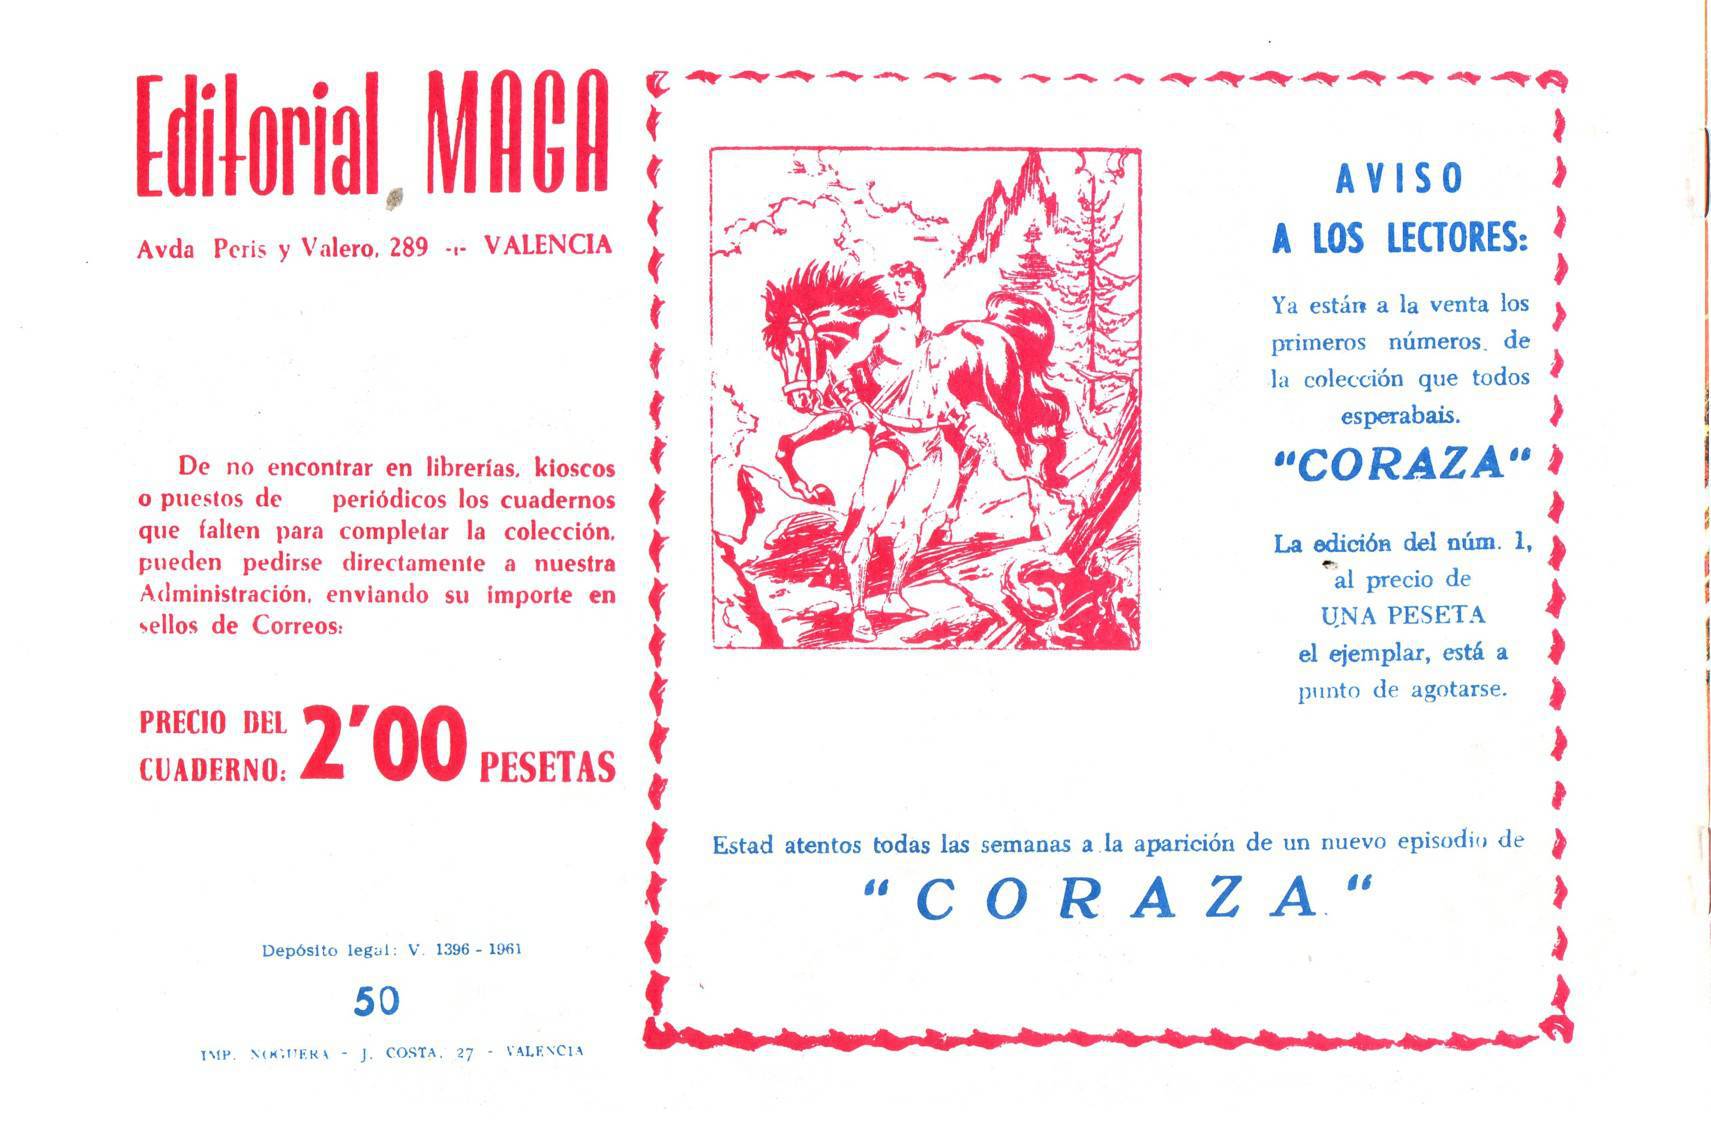 Editorial MAGA
Avda Peris y Valero, 289 -:- VALENCIA
De no encontrar en librerías, kioscos
o puestos de periódicos los cuadernos
que falten para completar la colección,
pueden pedirse directamente a nuestra
Administración, enviando su importe en
sellos de Correos:
PRECIO DEL
CUADERNO: 2'00 PESETAS
Depósito legal: V. 1396 - 1961
50
IMP. NOGUERA - J. COSTA, 27 - VALENCIA
AVISO
A LOS LECTORES:
Ya están a la venta los
primeros números de
la colección que todos
esperabais.
"CORAZA"
La edición del núm. 1,
al precio de
UNA PESETA
el ejemplar, está a
punto de agotarse.
Estad atentos todas las semanas a la aparición de un nuevo episodio de
"CORAZA"